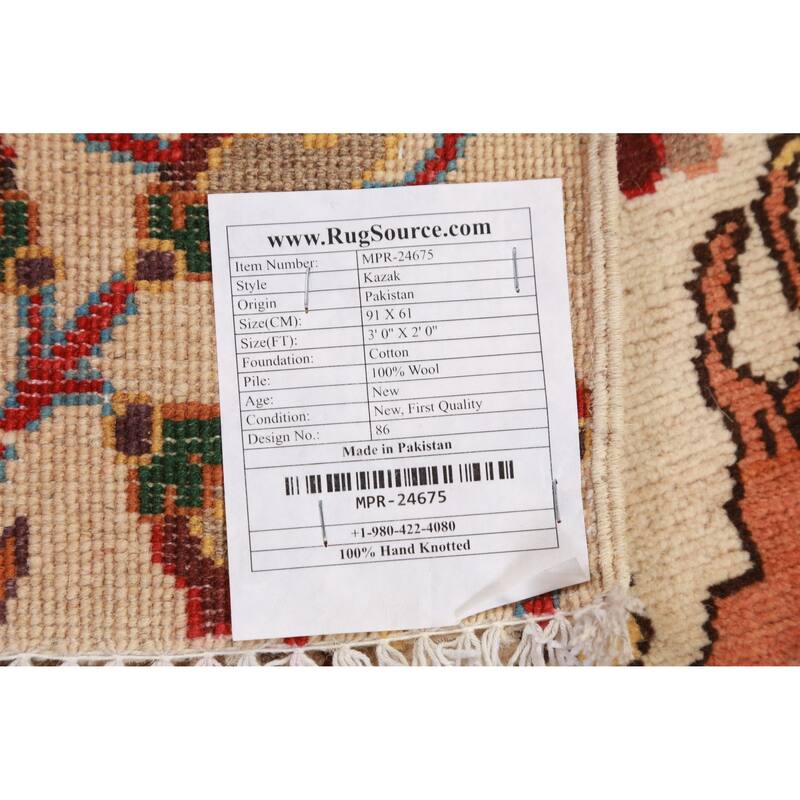 www.RugSource.com
Item Number: MPR-24675
Style Kazak
Origin Pakistan
Size(CM): 91 X 61
Size(FT): 3' 0" X 2' 0"
Foundation: Cotton
Pile: 100% Wool
Age: New
Condition: New, First Quality
Design No.: 86
Made in Pakistan
MPR-24675
+1-980-422-4080
100% Hand Knotted